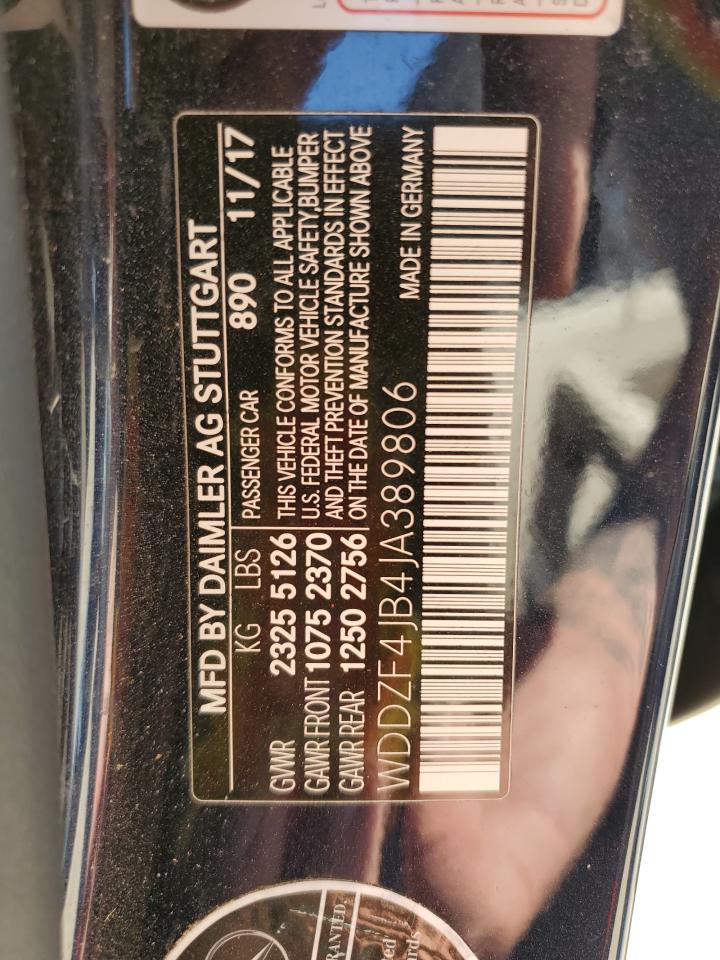 MFD BY DAIMLER AG STUTTGART
KG LBS PASSENGER CAR 890 11/17
GVWR 2325 5126
GAWR FRONT 1075 2370
GAWR REAR 1250 2756
THIS VEHICLE CONFORMS TO ALL APPLICABLE
U.S. FEDERAL MOTOR VEHICLE SAFETY, BUMPER
AND THEFT PREVENTION STANDARDS IN EFFECT
ON THE DATE OF MANUFACTURE SHOWN ABOVE
WDDZF4JB4JA389806 MADE IN GERMANY